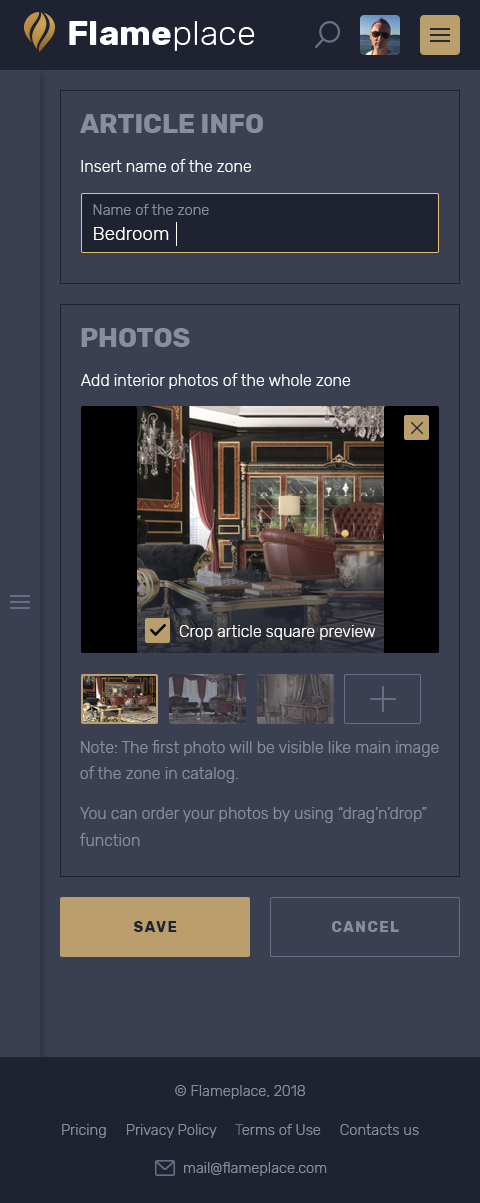 Flameplace
ARTICLE INFO
Insert name of the zone
Name of the zone
Bedroom
PHOTOS
Add interior photos of the whole zone
Crop article square preview
Note: The first photo will be visible like main image
of the zone in catalog.
You can order your photos by using “drag’n’drop”
function
SAVE
CANCEL
© Flameplace, 2018
Pricing Privacy Policy Terms of Use Contacts us
mail@flameplace.com